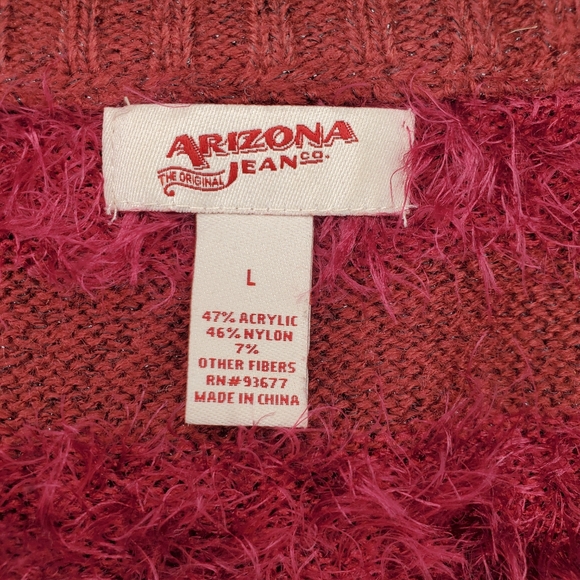 ARIZONA
THE ORIGINAL JEAN CO.
L
47% ACRYLIC
46% NYLON
7%
OTHER FIBERS
RN#93677
MADE IN CHINA